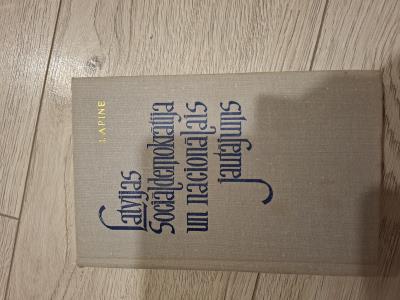 I. APINE
Latvijas
Sociāldemokrātija
un nacionālais
jautājums